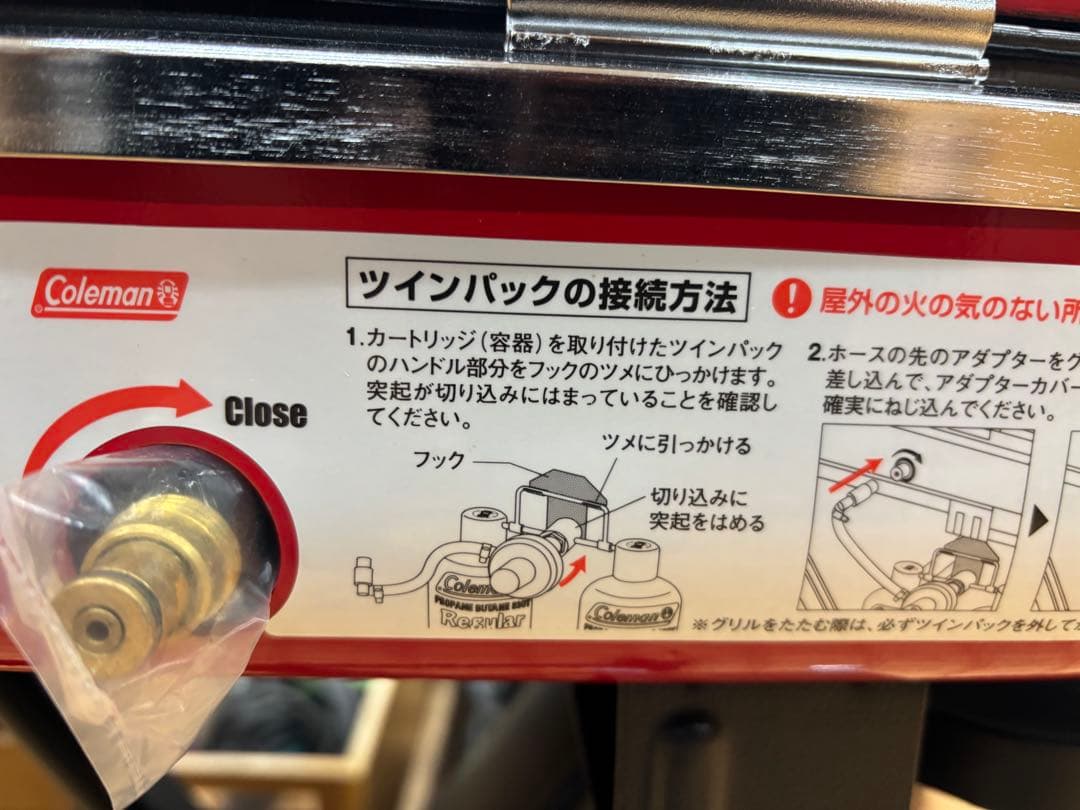 Coleman
ツインパックの接続方法
屋外の火の気のない所
1.カートリッジ(容器)を取り付けたツインパック
のハンドル部分をフックのツメにひっかけます。
突起が切り込みにはまっていることを確認し
てください。
2.ホースの先のアダプターをグ
差し込んで、アダプターカバー
確実にねじ込んでください。
Close
フック
ツメに引っかける
切り込みに
突起をはめる
Coleman
PROPANE BUTANE
Regular
Coleman
※グリルをたたむ際は、必ずツインパックを外して